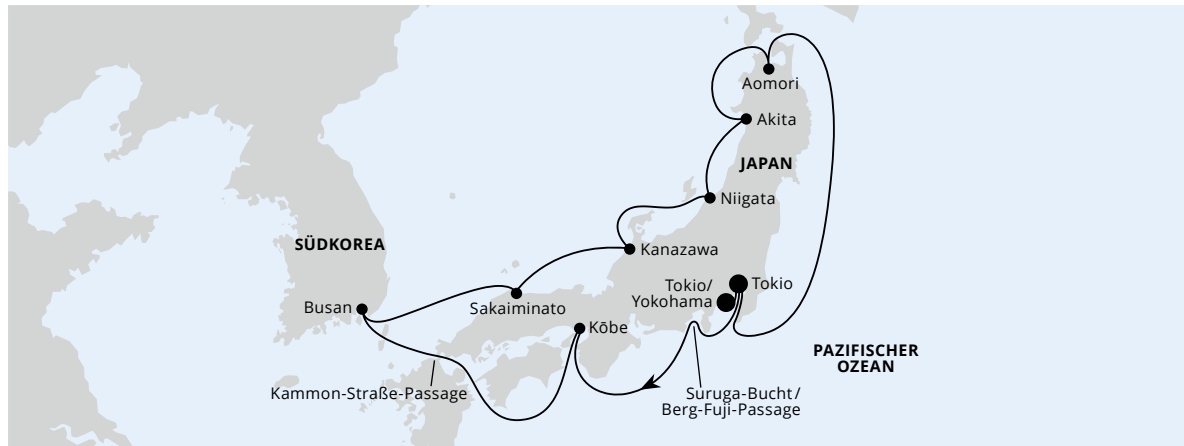 Aomori
Akita
JAPAN
Niigata
SÜDKOREA
Kanazawa
Tokio/
Yokohama
Tokio
Busan
Sakaiminato
Kōbe
PAZIFISCHER
OZEAN
Kammon-Straße-Passage
Suruga-Bucht/
Berg-Fuji-Passage